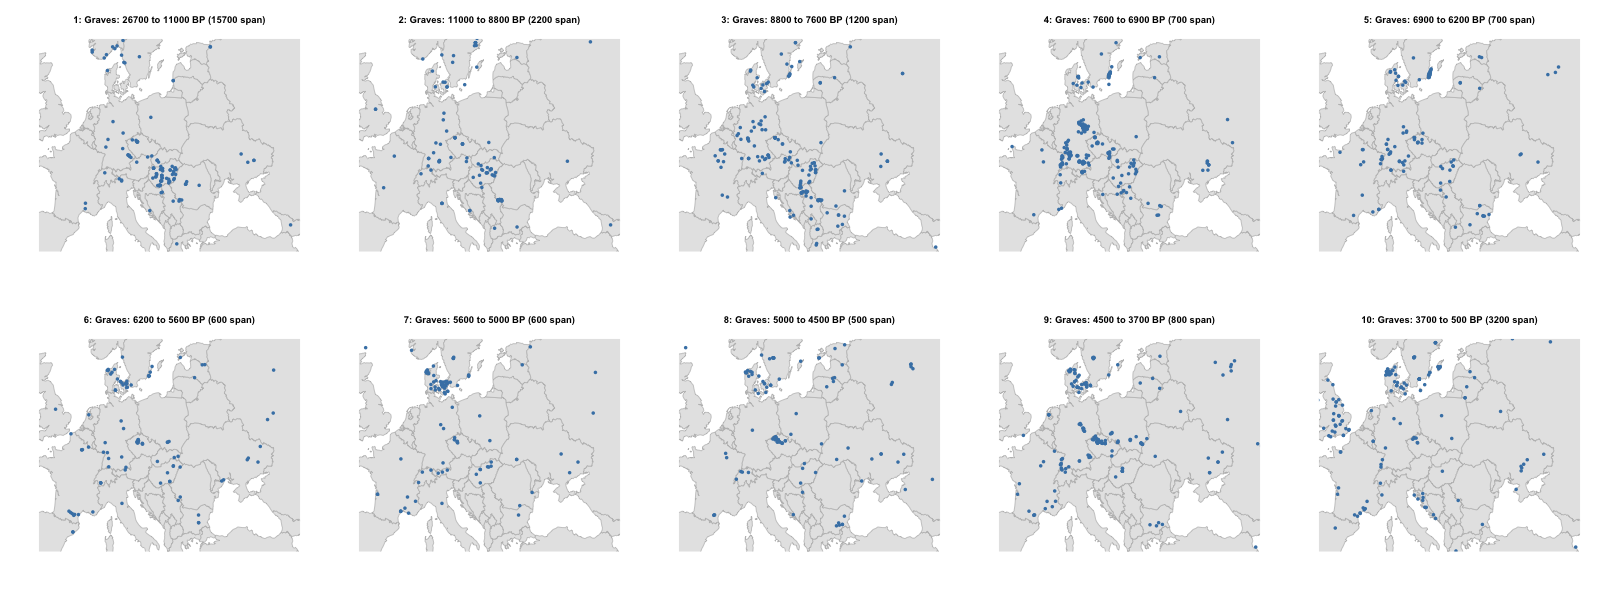 1: Graves: 26700 to 11000 BP (15700 span)
2: Graves: 11000 to 8800 BP (2200 span)
3: Graves: 8800 to 7600 BP (1200 span)
4: Graves: 7600 to 6900 BP (700 span)
5: Graves: 6900 to 6200 BP (700 span)
6: Graves: 6200 to 5600 BP (600 span)
7: Graves: 5600 to 5000 BP (600 span)
8: Graves: 5000 to 4500 BP (500 span)
9: Graves: 4500 to 3700 BP (800 span)
10: Graves: 3700 to 500 BP (3200 span)